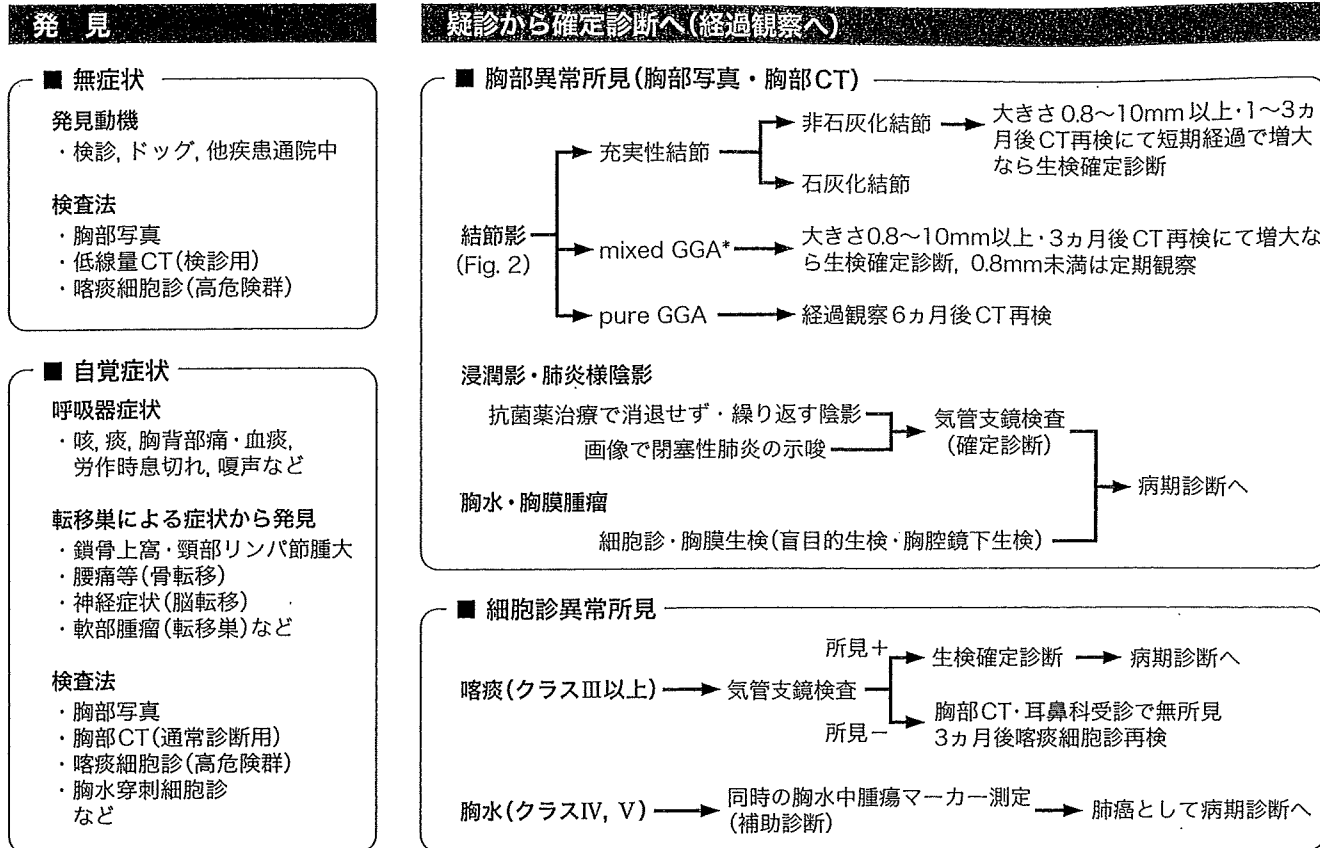 発 見
■ 無症状
発見動機
・検診, ドッグ, 他疾患通院中
検査法
・胸部写真
・低線量CT(検診用)
・喀痰細胞診(高危険群)
■ 自覚症状
呼吸器症状
・咳, 痰, 胸背部痛・血痰,
労作時息切れ, 嗄声など
転移巣による症状から発見
・鎖骨上窩・頸部リンパ節腫大
・腰痛等(骨転移)
・神経症状(脳転移)
・軟部腫瘤(転移巣)など
検査法
・胸部写真
・胸部CT(通常診断用)
・喀痰細胞診(高危険群)
・胸水穿刺細胞診
など
疑診から確定診断へ(経過観察へ)
■ 胸部異常所見(胸部写真・胸部CT)
結節影
(Fig. 2)
充実性結節
非石灰化結節
大きさ0.8〜10mm以上・1〜3ヵ
月後CT再検にて短期経過で増大
なら生検確定診断
石灰化結節
mixed GGA*
大きさ0.8〜10mm以上・3ヵ月後CT再検にて増大な
ら生検確定診断, 0.8mm未満は定期観察
pure GGA
経過観察6ヵ月後CT再検
浸潤影・肺炎様陰影
抗菌薬治療で消退せず・繰り返す陰影
画像で閉塞性肺炎の示唆
気管支鏡検査
(確定診断)
胸水・胸膜腫瘤
細胞診・胸膜生検(盲目的生検・胸腔鏡下生検)
病期診断へ
■ 細胞診異常所見
喀痰(クラスⅢ以上)
気管支鏡検査
所見+
生検確定診断
病期診断へ
所見−
胸部CT・耳鼻科受診で無所見
3ヵ月後喀痰細胞診再検
胸水(クラスⅣ, Ⅴ)
同時の胸水中腫瘍マーカー測定
(補助診断)
肺癌として病期診断へ